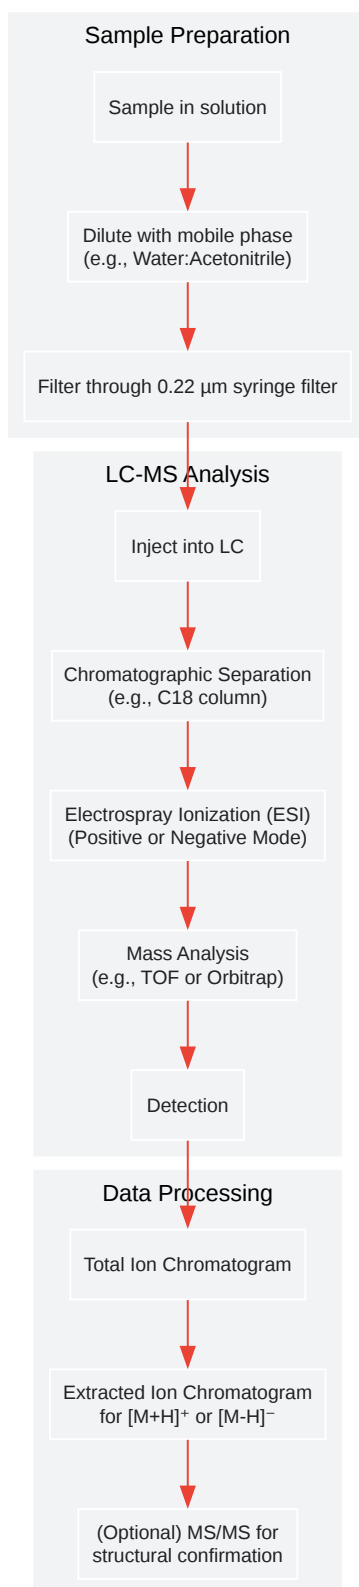 Sample Preparation
Sample in solution
Dilute with mobile phase
(e.g., Water:Acetonitrile)
Filter through 0.22 µm syringe filter
LC-MS Analysis
Inject into LC
Chromatographic Separation
(e.g., C18 column)
Electrospray Ionization (ESI)
(Positive or Negative Mode)
Mass Analysis
(e.g., TOF or Orbitrap)
Detection
Data Processing
Total Ion Chromatogram
Extracted Ion Chromatogram
for [M+H]⁺ or [M-H]⁻
(Optional) MS/MS for
structural confirmation